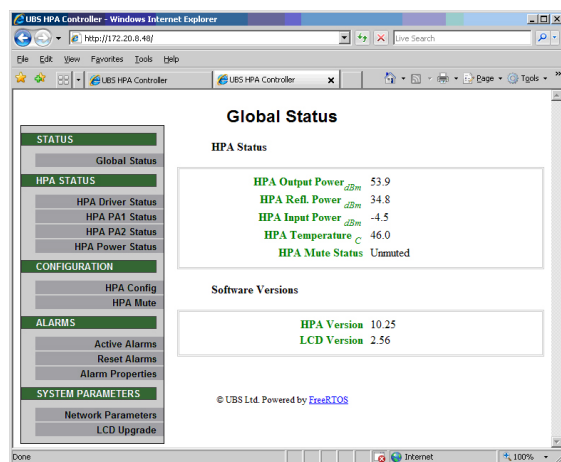 UBS HPA Controller - Windows Internet Explorer
http://172.20.8.48/
Live Search
File Edit View Favorites Tools Help
UBS HPA Controller
UBS HPA Controller
Page Tools
Global Status
STATUS
Global Status
HPA STATUS
HPA Driver Status
HPA PA1 Status
HPA PA2 Status
HPA Power Status
CONFIGURATION
HPA Config
HPA Mute
ALARMS
Active Alarms
Reset Alarms
Alarm Properties
SYSTEM PARAMETERS
Network Parameters
LCD Upgrade
HPA Status
HPA Output Power dBm 53.9
HPA Refl. Power dBm 34.8
HPA Input Power dBm -4.5
HPA Temperature C 46.0
HPA Mute Status Unmuted
Software Versions
HPA Version 10.25
LCD Version 2.56
© UBS Ltd. Powered by FreeRTOS
Done
Internet
100%